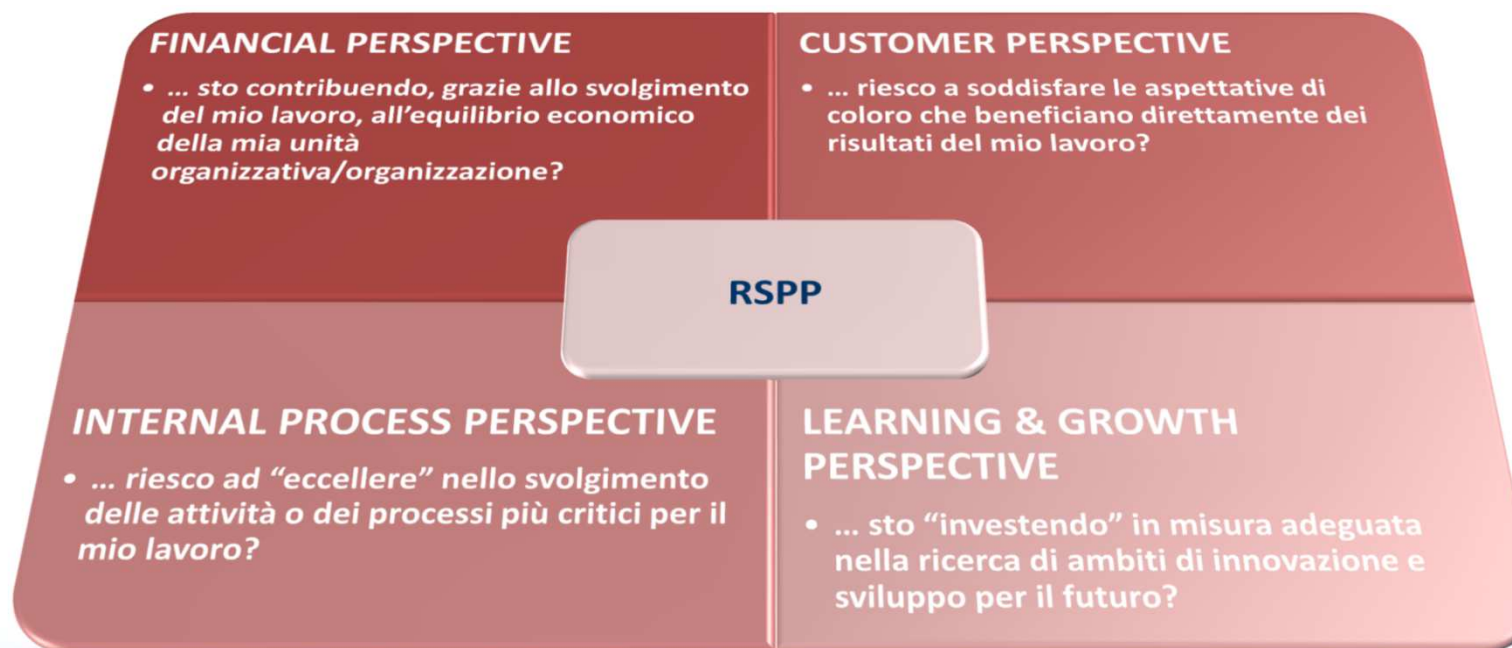 FINANCIAL PERSPECTIVE
• ... sto contribuendo, grazie allo svolgimento
del mio lavoro, all'equilibrio economico
della mia unità
organizzativa/organizzazione?
CUSTOMER PERSPECTIVE
• ... riesco a soddisfare le aspettative di
coloro che beneficiano direttamente dei
risultati del mio lavoro?
RSPP
INTERNAL PROCESS PERSPECTIVE
• ... riesco ad “eccellere” nello svolgimento
delle attività o dei processi più critici per il
mio lavoro?
LEARNING & GROWTH
PERSPECTIVE
• ... sto “investendo” in misura adeguata
nella ricerca di ambiti di innovazione e
sviluppo per il futuro?